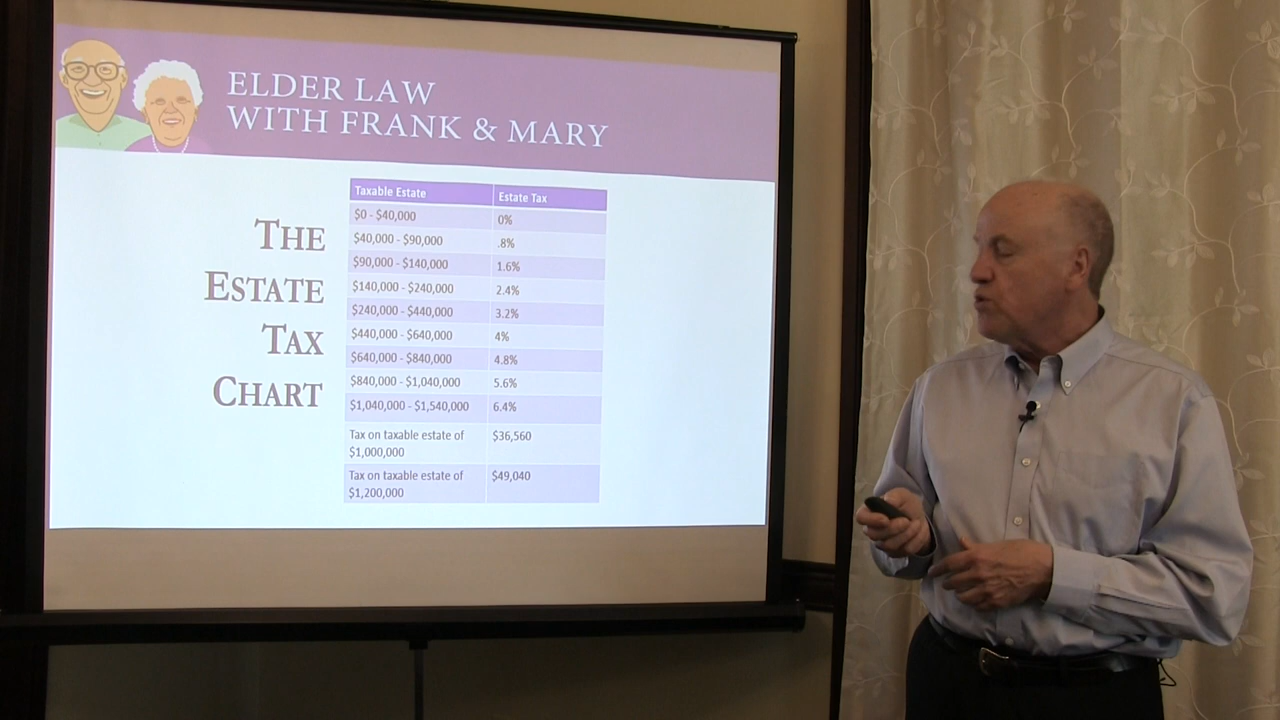 ELDER LAW
WITH FRANK & MARY
THE
ESTATE
TAX
CHART
Taxable Estate Estate Tax
$0 - $40,000 0%
$40,000 - $90,000 .8%
$90,000 - $140,000 1.6%
$140,000 - $240,000 2.4%
$240,000 - $440,000 3.2%
$440,000 - $640,000 4%
$640,000 - $840,000 4.8%
$840,000 - $1,040,000 5.6%
$1,040,000 - $1,540,000 6.4%
Tax on taxable estate of $36,560
$1,000,000
Tax on taxable estate of $49,040
$1,200,000